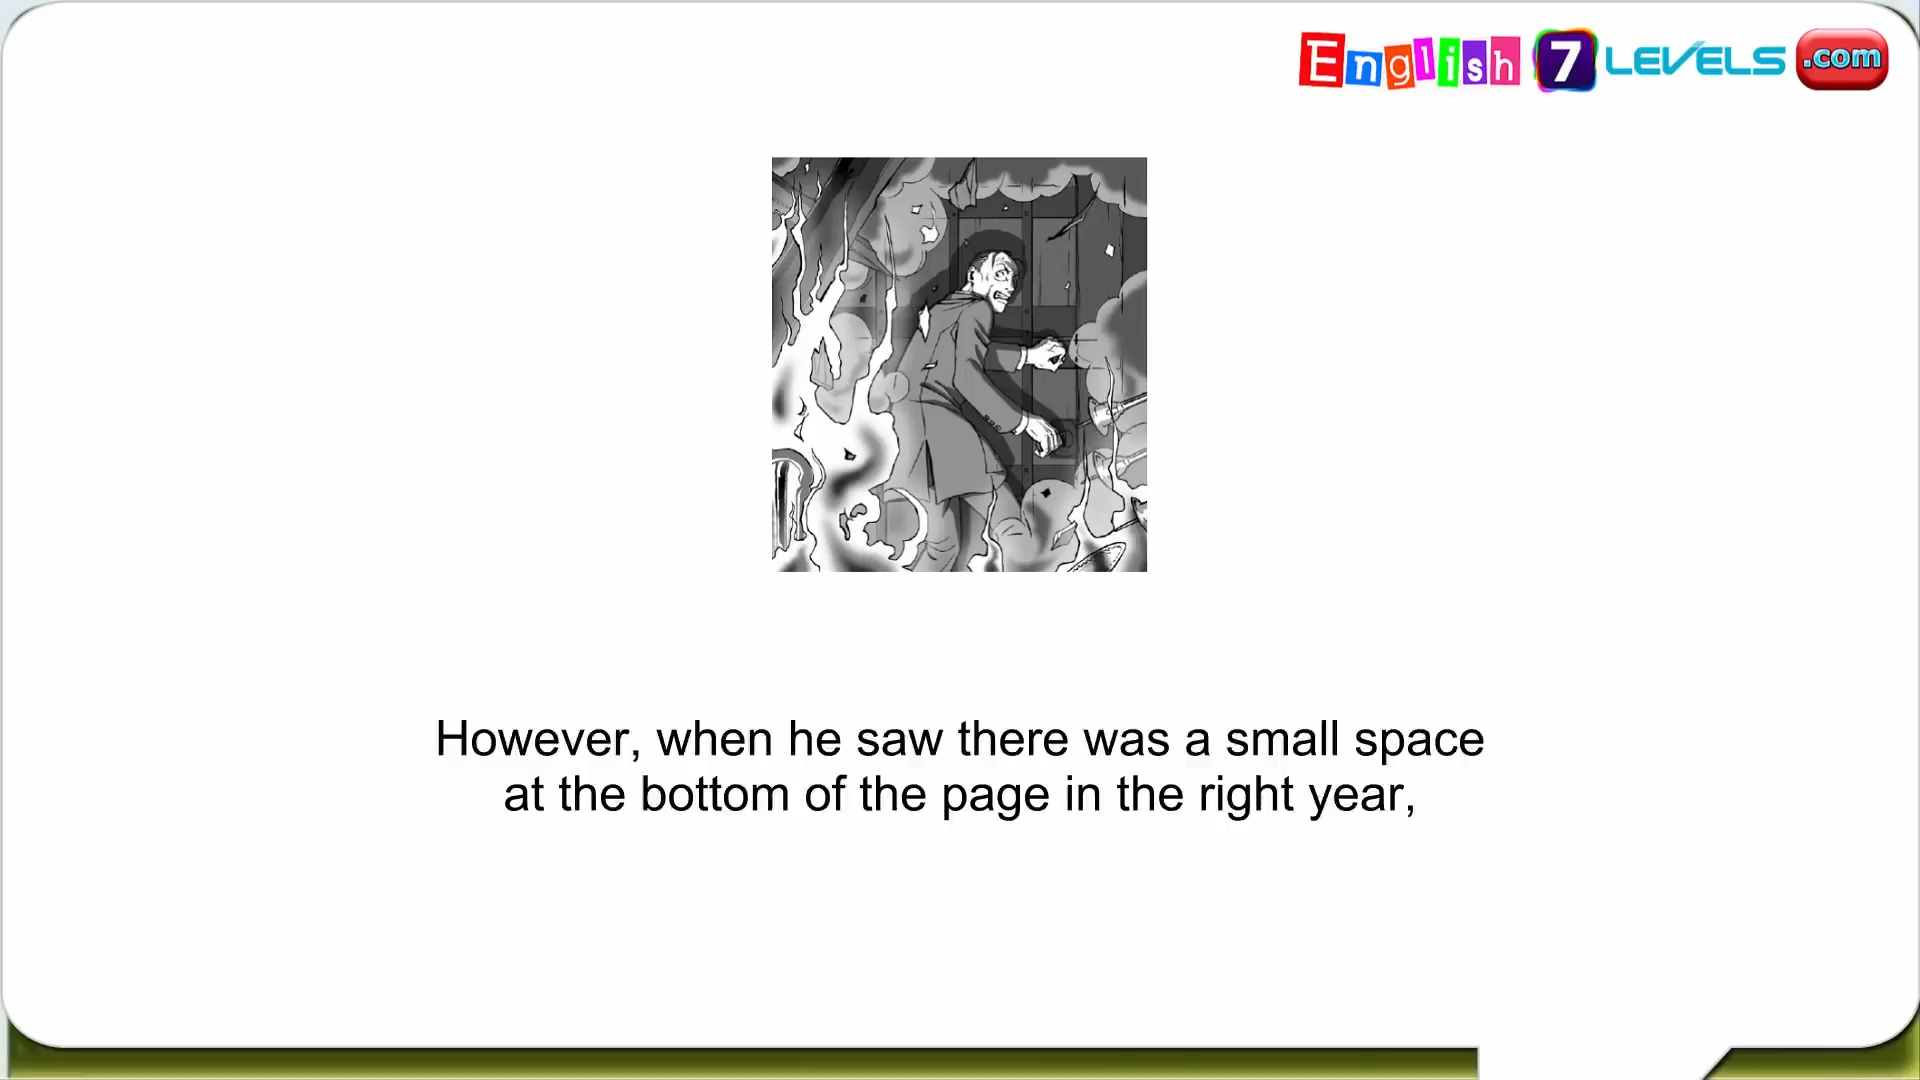 English 7 LEVELS .com
However, when he saw there was a small space
at the bottom of the page in the right year,